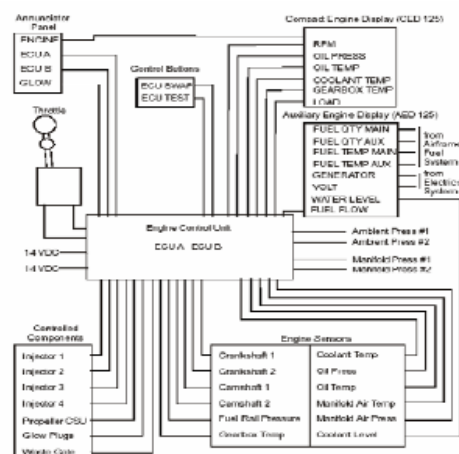 Annunciator
Panel
ENGINE
ECU A
ECU B
GLOW
Throttle
Control Buttons
ECU SWAP
ECU TEST
Compact Engine Display (CED 125)
RPM
OIL PRESS
OIL TEMP
COOLANT TEMP
GEARBOX TEMP
LOAD
Auxiliary Engine Display (AED 125)
FUEL QTY MAIN
FUEL QTY AUX
FUEL TEMP MAIN
FUEL TEMP AUX
GENERATOR
VOLT
WATER LEVEL
FUEL FLOW
from
Airframe
Fuel
System
from
Electrical
System
Engine Control Unit
ECU A ECU B
14 VDC
14 VDC
Ambient Press #1
Ambient Press #2
Manifold Press #1
Manifold Press #2
Controlled
Components
Injector 1
Injector 2
Injector 3
Injector 4
Propeller CSU
Glow Plugs
Waste Gate
Engine Sensors
Crankshaft 1
Crankshaft 2
Camshaft 1
Camshaft 2
Fuel Rail Pressure
Gearbox Temp
Coolant Temp
Oil Press
Oil Temp
Manifold Air Temp
Manifold Air Press
Coolant Level